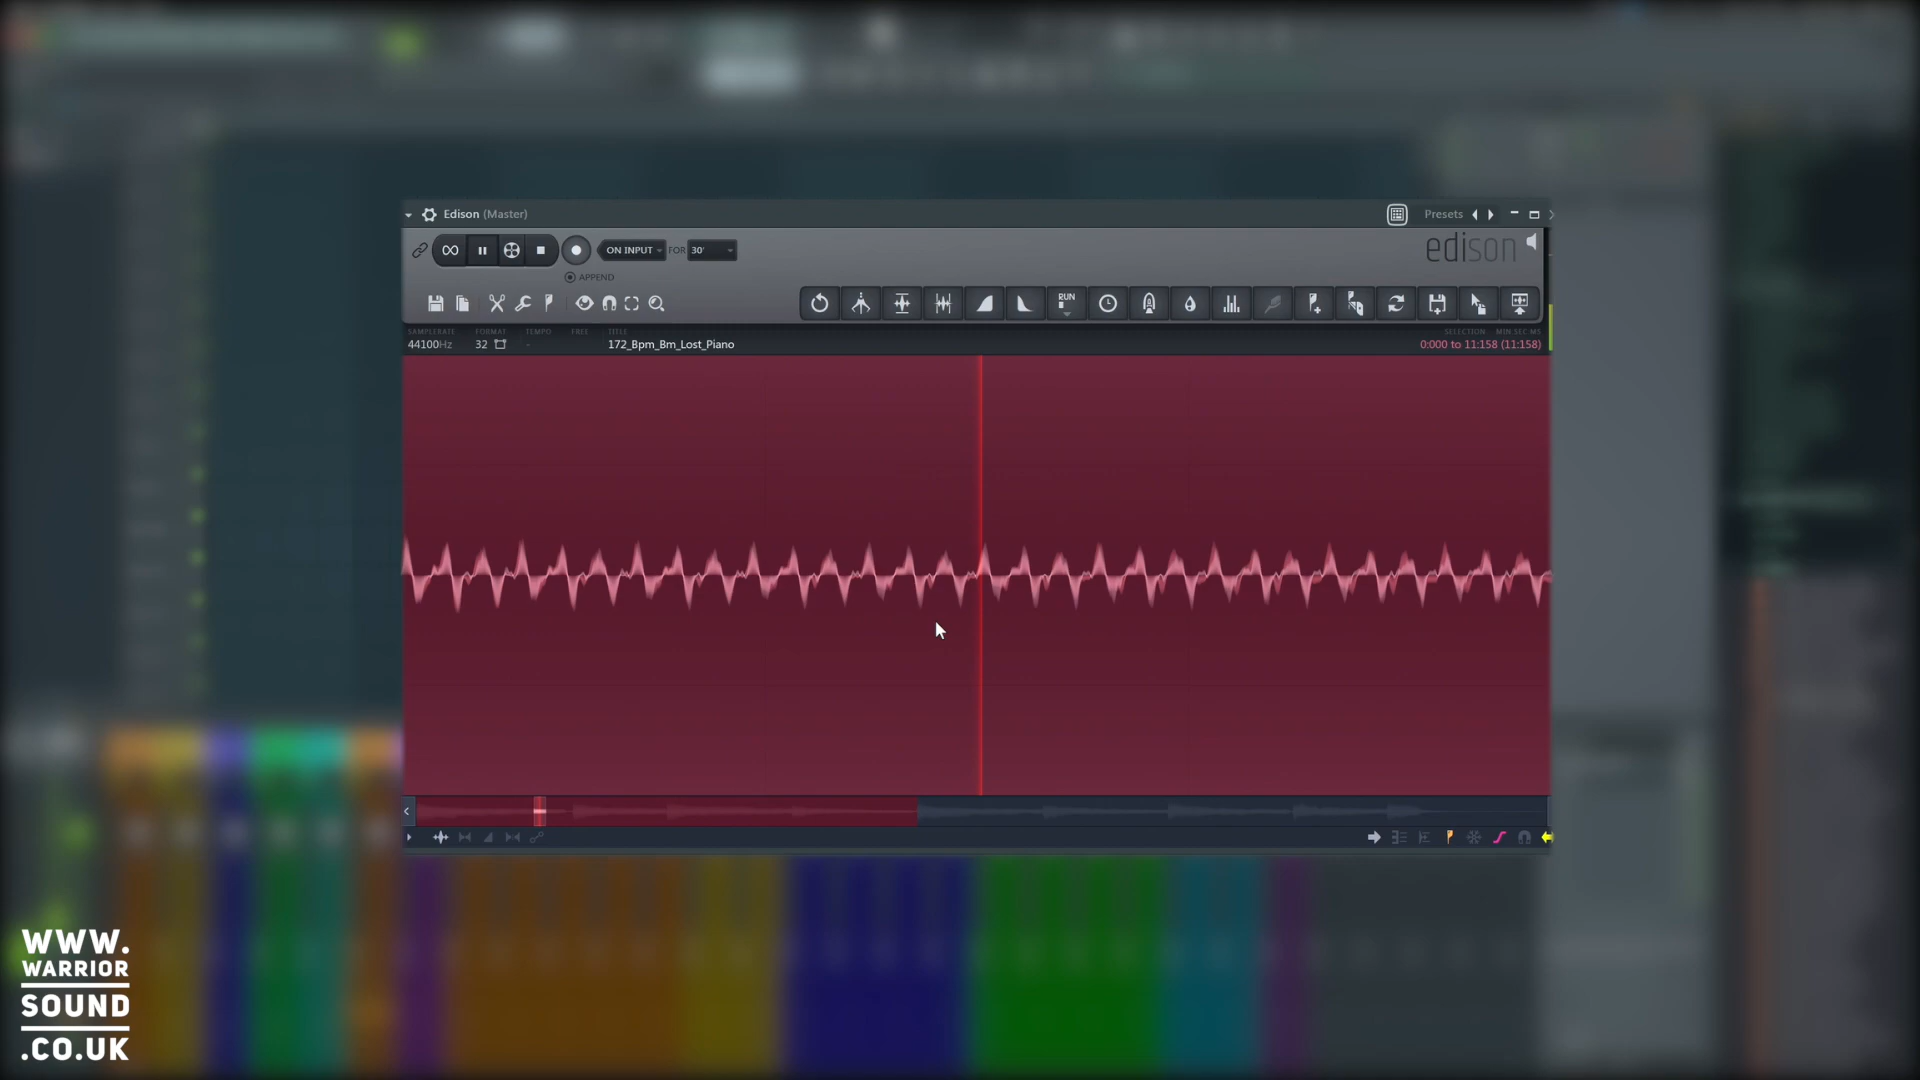 Edison (Master)
Presets
ON INPUT
FOR
30'
edison
APPEND
RUN
SAMPLERATE
FORMAT
TEMPO
FREE
TITLE
SELECTION
MIN:SEC:MS
44100Hz
32
-
172_Bpm_Bm_Lost_Piano
0:000 to 11:158 (11:158)
WWW.
WARRIOR
SOUND
.CO.UK